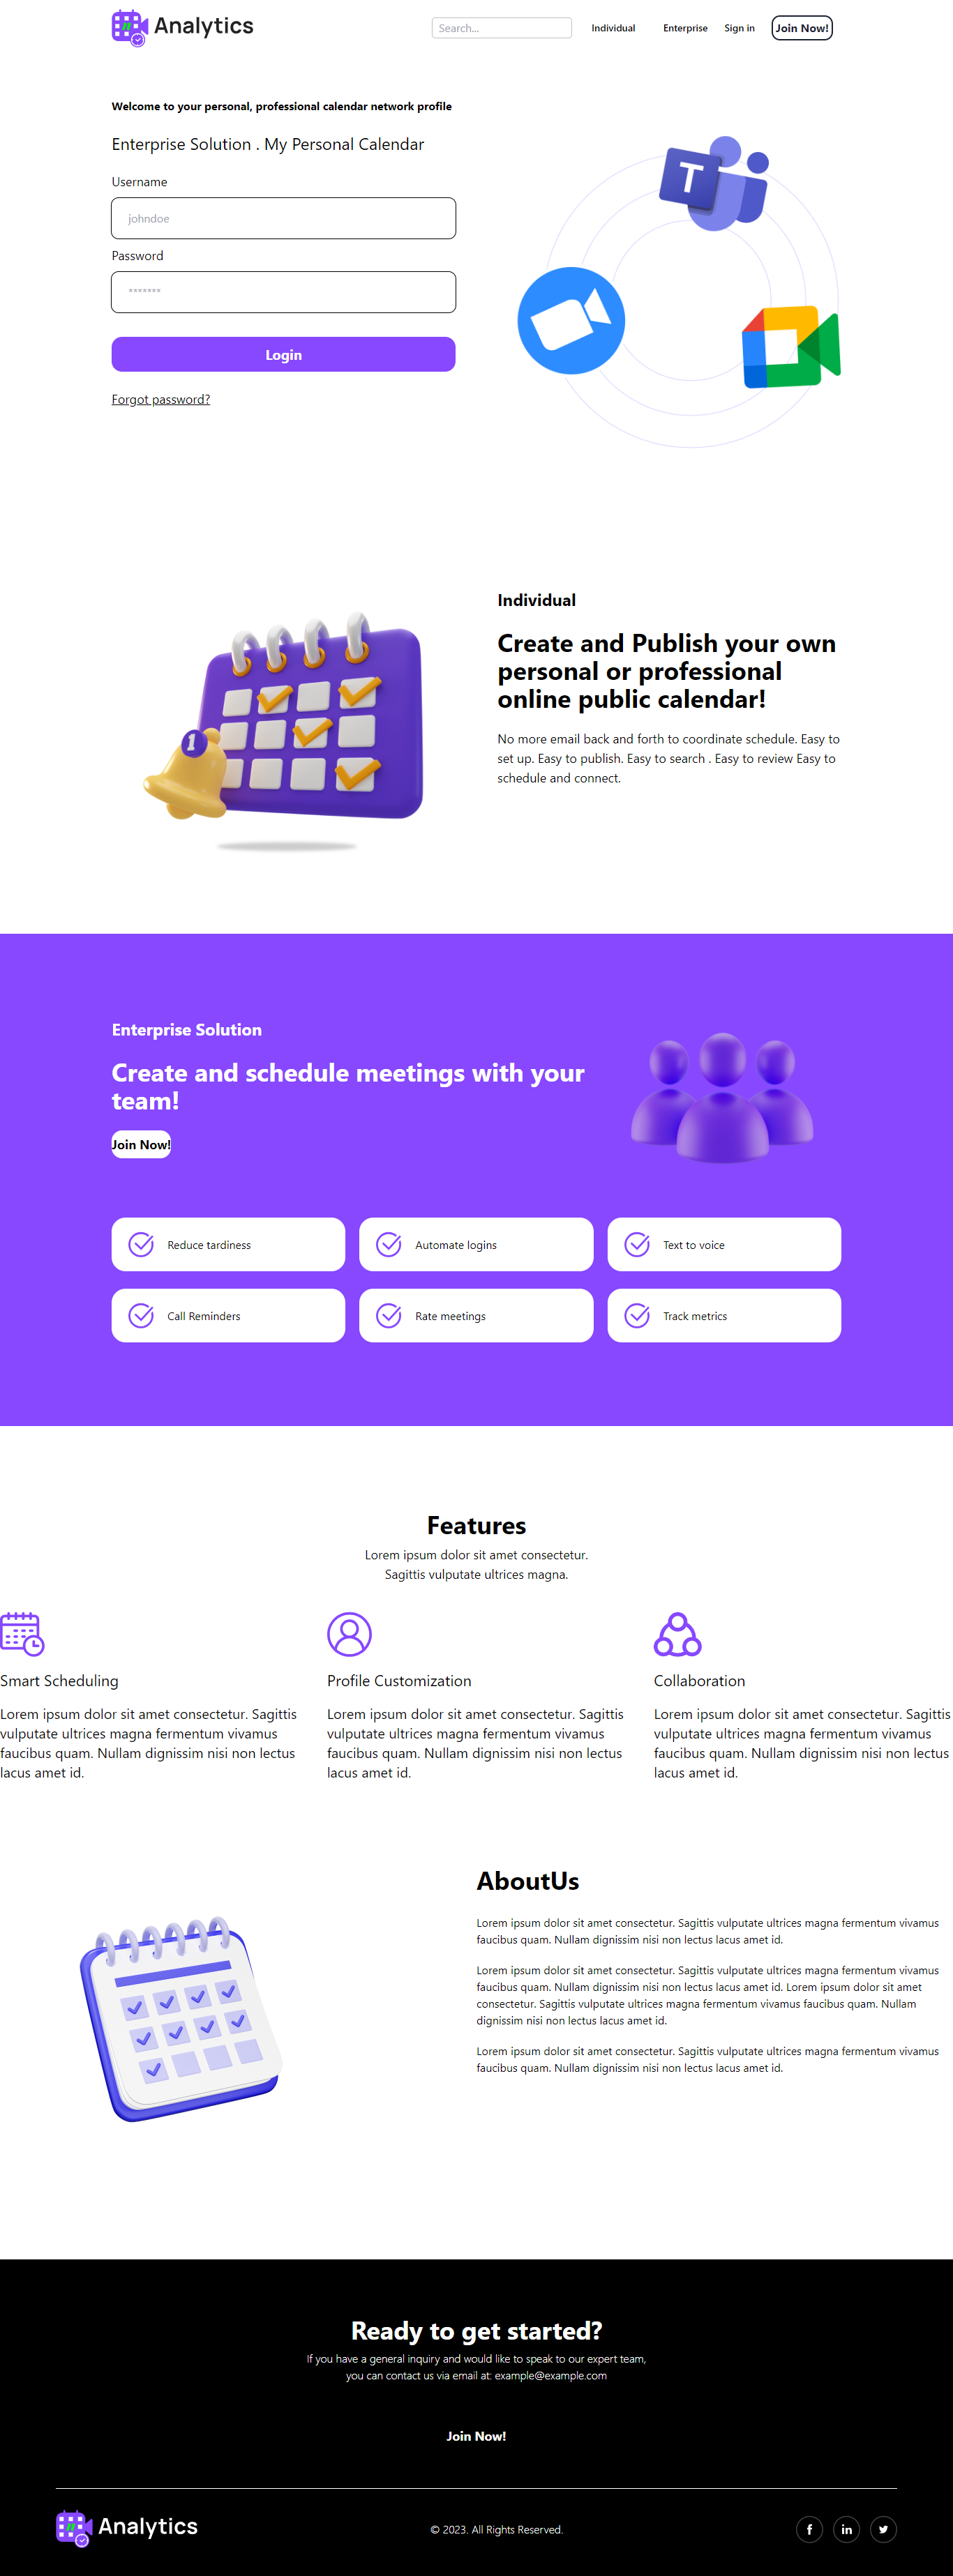 Analytics
Search...
Individual
Enterprise
Sign in
Join Now!
Welcome to your personal, professional calendar network profile
Enterprise Solution . My Personal Calendar
Username
johndoe
Password
*******
Login
Forgot password?
T
Individual
Create and Publish your own
personal or professional
online public calendar!
No more email back and forth to coordinate schedule. Easy to
set up. Easy to publish. Easy to search . Easy to review Easy to
schedule and connect.
1
Enterprise Solution
Create and schedule meetings with your
team!
Join Now!
Reduce tardiness
Automate logins
Text to voice
Call Reminders
Rate meetings
Track metrics
Features
Lorem ipsum dolor sit amet consectetur.
Sagittis vulputate ultrices magna.
Smart Scheduling
Lorem ipsum dolor sit amet consectetur. Sagittis
vulputate ultrices magna fermentum vivamus
faucibus quam. Nullam dignissim nisi non lectus
lacus amet id.
Profile Customization
Lorem ipsum dolor sit amet consectetur. Sagittis
vulputate ultrices magna fermentum vivamus
faucibus quam. Nullam dignissim nisi non lectus
lacus amet id.
Collaboration
Lorem ipsum dolor sit amet consectetur. Sagittis
vulputate ultrices magna fermentum vivamus
faucibus quam. Nullam dignissim nisi non lectus
lacus amet id.
AboutUs
Lorem ipsum dolor sit amet consectetur. Sagittis vulputate ultrices magna fermentum vivamus
faucibus quam. Nullam dignissim nisi non lectus lacus amet id.
Lorem ipsum dolor sit amet consectetur. Sagittis vulputate ultrices magna fermentum vivamus
faucibus quam. Nullam dignissim nisi non lectus lacus amet id. Lorem ipsum dolor sit amet
consectetur. Sagittis vulputate ultrices magna fermentum vivamus faucibus quam. Nullam
dignissim nisi non lectus lacus amet id.
Lorem ipsum dolor sit amet consectetur. Sagittis vulputate ultrices magna fermentum vivamus
faucibus quam. Nullam dignissim nisi non lectus lacus amet id.
Ready to get started?
If you have a general inquiry and would like to speak to our expert team,
you can contact us via email at: example@example.com
Join Now!
Analytics
© 2023. All Rights Reserved.
f
in